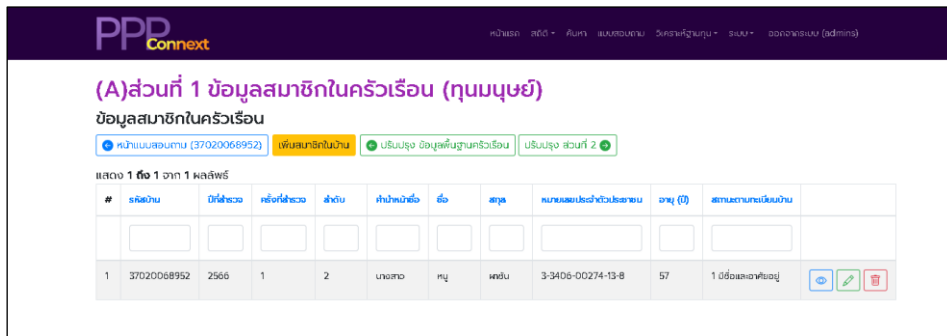 PPP
Connext
หน้าแรก สถิติ ค้นหา แบบสอบถาม วิเคราะห์ฐานทุน ระบบ ออกจากระบบ (admins)
(A)ส่วนที่ 1 ข้อมูลสมาชิกในครัวเรือน (ทุนมนุษย์)
ข้อมูลสมาชิกในครัวเรือน
หน้าแบบสอบถาม (37020068952) เพิ่มสมาชิกในบ้าน ปรับปรุง ข้อมูลพื้นฐานครัวเรือน ปรับปรุง ส่วนที่ 2
แสดง 1 ถึง 1 จาก 1 ผลลัพธ์
# รหัสบ้าน ปีที่สำรวจ ครั้งที่สำรวจ ลำดับ คำนำหน้าชื่อ ชื่อ สกุล หมายเลขประจำตัวประชาชน อายุ (ปี) สถานะตามทะเบียนบ้าน
1 37020068952 2566 1 2 นางสาว หนู 3-3406-00274-13-8 57 1 มีชื่อและอาศัยอยู่